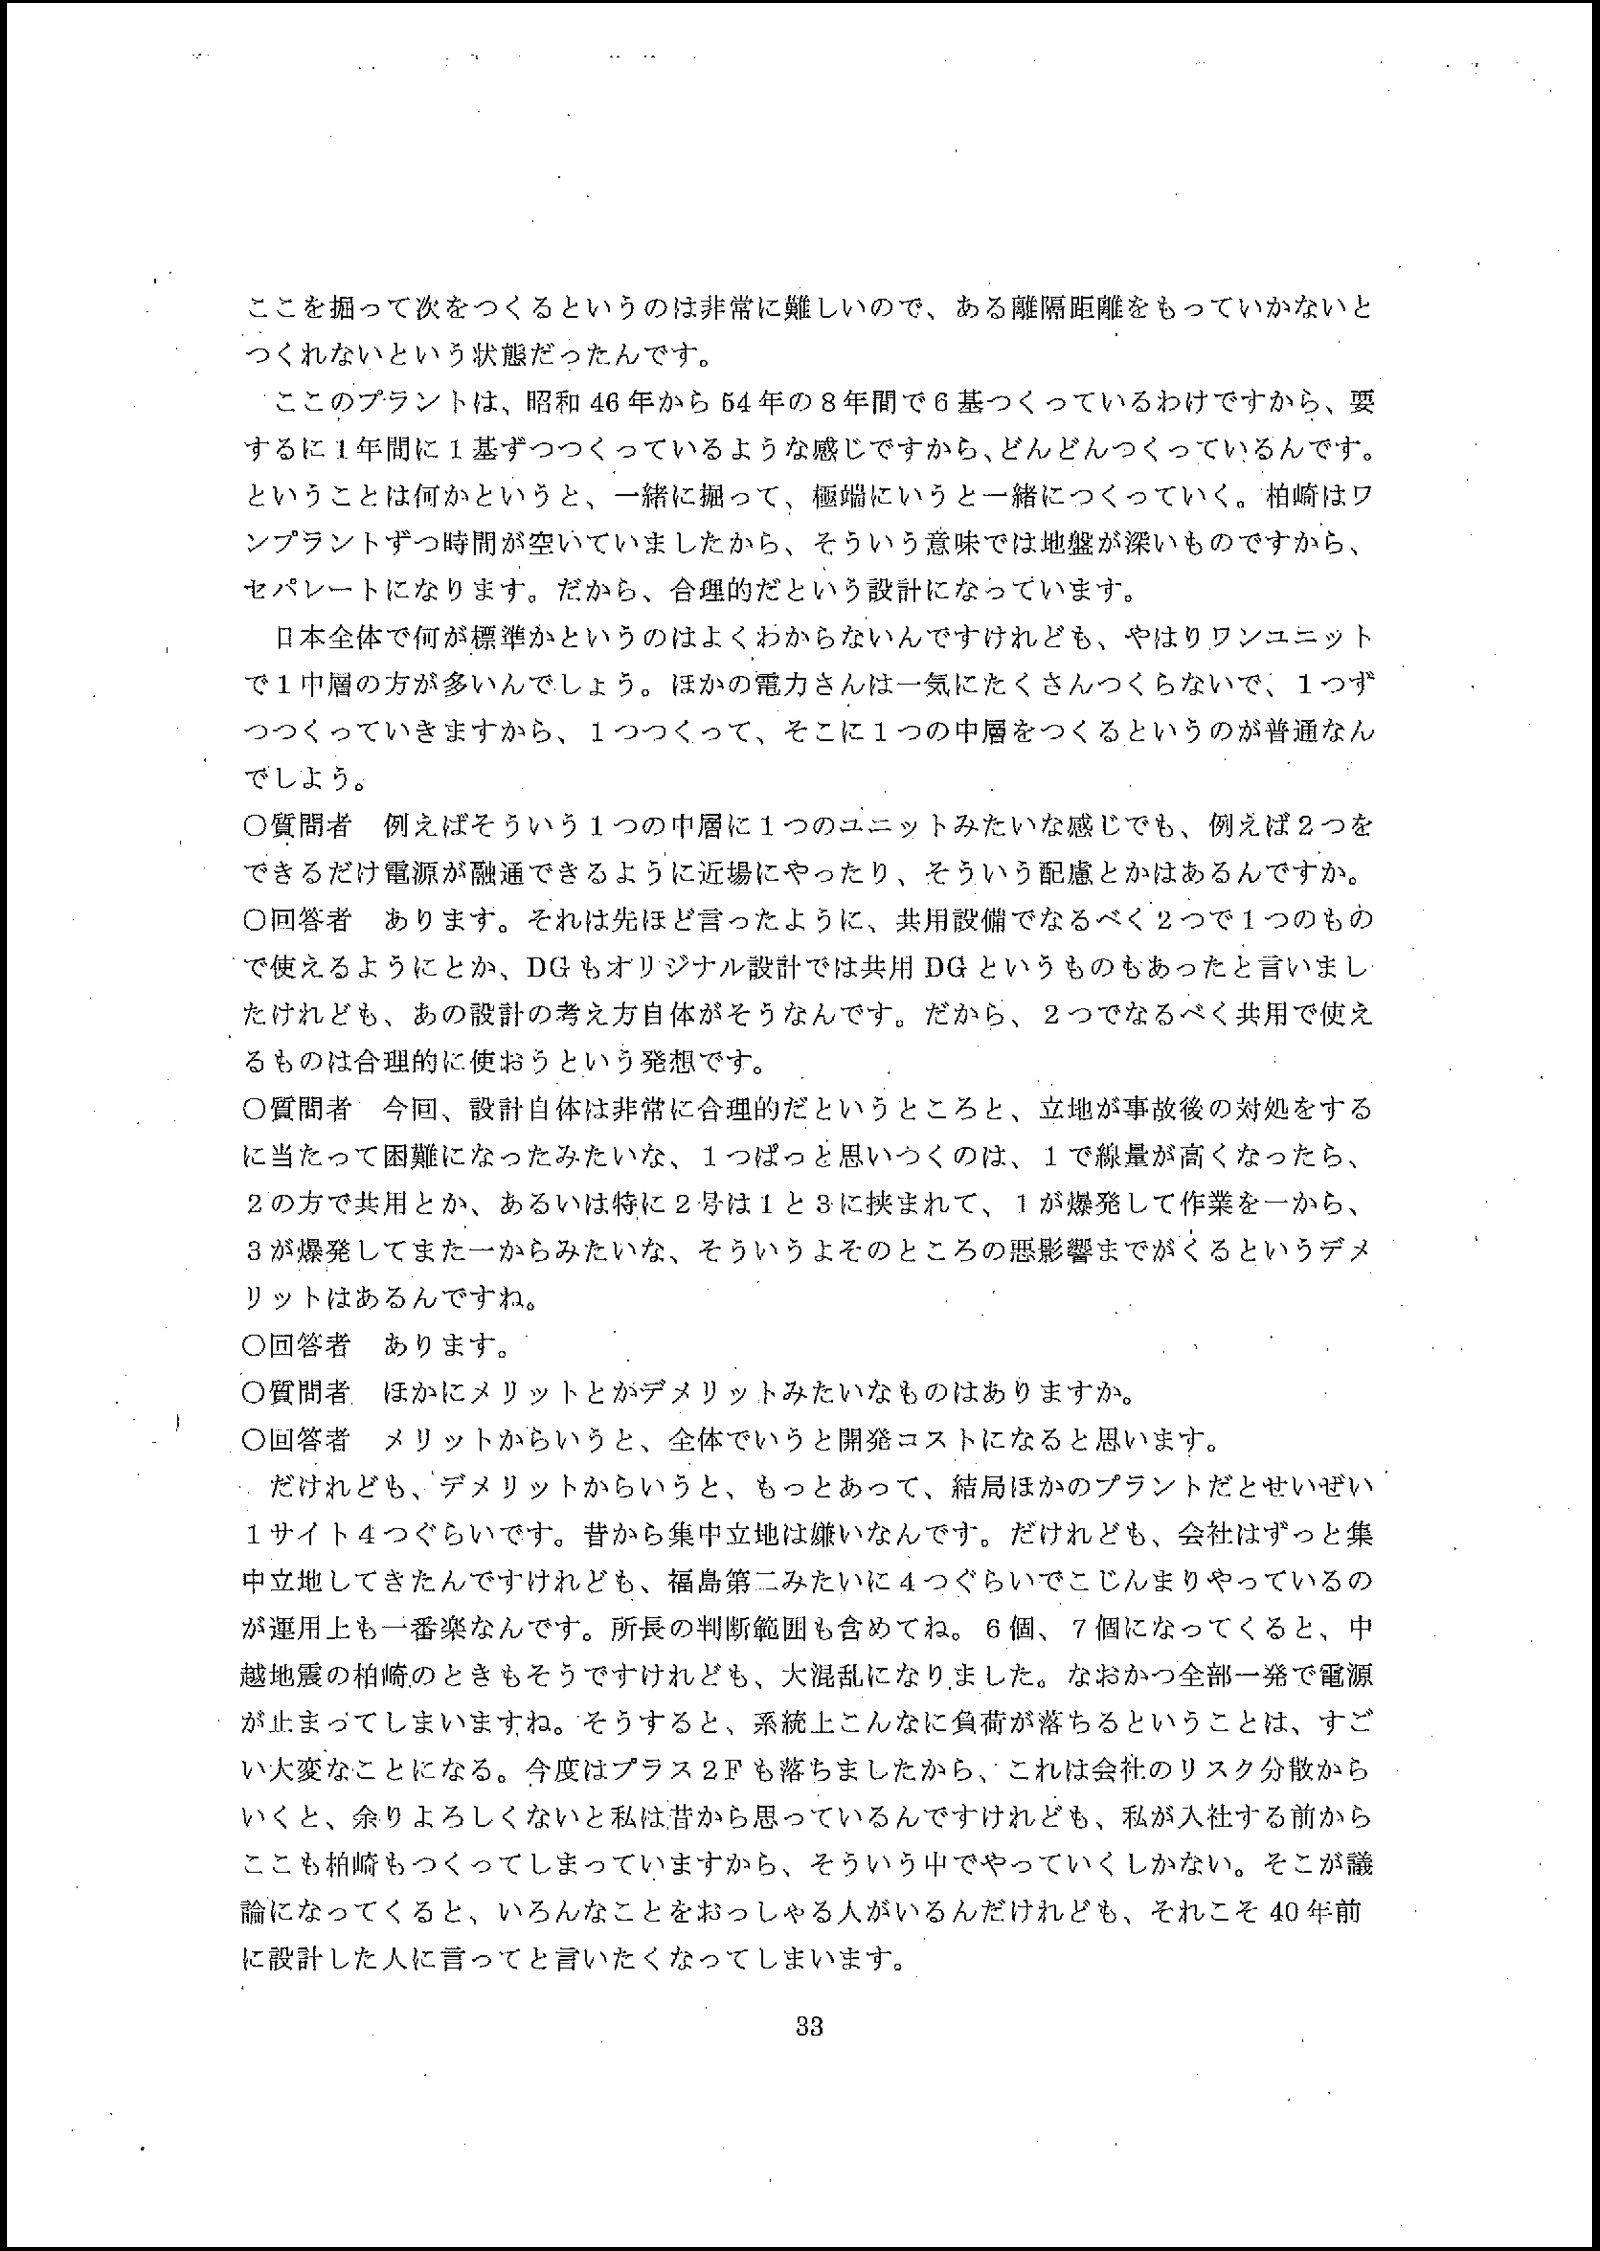 ここを掘って次をつくるというのは非常に難しいので、ある離隔距離をもっていかないと
つくれないという状態だったんです。
ここのプラントは、昭和 46 年から 54 年の 8 年間で 6 基つくっているわけですから、要
するに 1 年間に 1 基ずつつくっているような感じですから、どんどんつくっているんです。
ということは何かというと、一緒に掘って、極端にいうと一緒につくっていく。柏崎はワ
ンプラントずつ時間が空いていましたから、そういう意味では地盤が深いものですから、
セパレートになります。だから、合理的だという設計になっています。
日本全体で何が標準かというのはよくわからないんですけれども、やはりワンユニット
で 1 中層の方が多いんでしょう。ほかの電力さんは一気にたくさんつくらないで、1 つず
つつくっていきますから、1 つつくって、そこに 1 つの中層をつくるというのが普通なん
でしょう。
○質問者　例えばそういう 1 つの中層に 1 つのユニットみたいな感じでも、例えば 2 つを
できるだけ電源が融通できるように近場にやったり、そういう配慮とかはあるんですか。
○回答者　あります。それは先ほど言ったように、共用設備でなるべく 2 つで 1 つのもの
で使えるようにとか、DG もオリジナル設計では共用 DG というものもあったと言いまし
たけれども、あの設計の考え方自体がそうなんです。だから、2 つでなるべく共用で使え
るものは合理的に使おうという発想です。
○質問者　今回、設計自体は非常に合理的だというところと、立地が事故後の対処をする
に当たって困難になったみたいな、1 つぱっと思いつくのは、1 で線量が高くなったら、
2 の方で共用とか、あるいは特に 2 号は 1 と 3 に挟まれて、1 が爆発して作業を一から、
3 が爆発してまた一からみたいな、そういうよそのところの悪影響までがくるというデメ
リットはあるんですね。
○回答者　あります。
○質問者　ほかにメリットとかデメリットみたいなものはありますか。
○回答者　メリットからいうと、全体でいうと開発コストになると思います。
だけれども、デメリットからいうと、もっとあって、結局ほかのプラントだとせいぜい
1 サイト 4 つぐらいです。昔から集中立地は嫌いなんです。だけれども、会社はずっと集
中立地してきたんですけれども、福島第二みたいに 4 つぐらいでこじんまりやっているの
が運用上も一番楽なんです。所長の判断範囲も含めてね。6 個、7 個になってくると、中
越地震の柏崎のときもそうですけれども、大混乱になりました。なおかつ全部一発で電源
が止まってしまいますね。そうすると、系統上こんなに負荷が落ちるということは、すご
い大変なことになる。今度はプラス 2F も落ちましたから、これは会社のリスク分散から
いくと、余りよろしくないと私は昔から思っているんですけれども、私が入社する前から
ここも柏崎もつくってしまっていますから、そういう中でやっていくしかない。そこが議
論になってくると、いろんなことをおっしゃる人がいるんだけれども、それこそ 40 年前
に設計した人に言ってと言いたくなってしまいます。
33